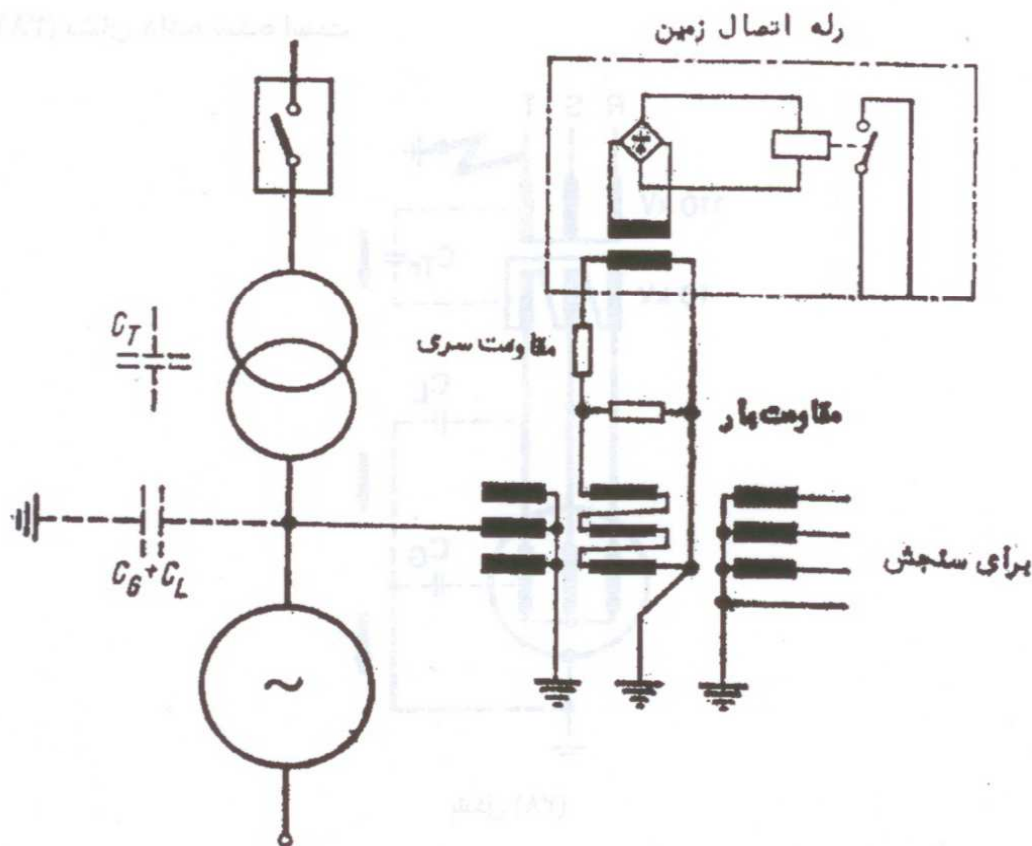 رله اتصال زمین
C_T
مقاومت سری
مقاومت بار
C_G + C_L
برای سنجش
~